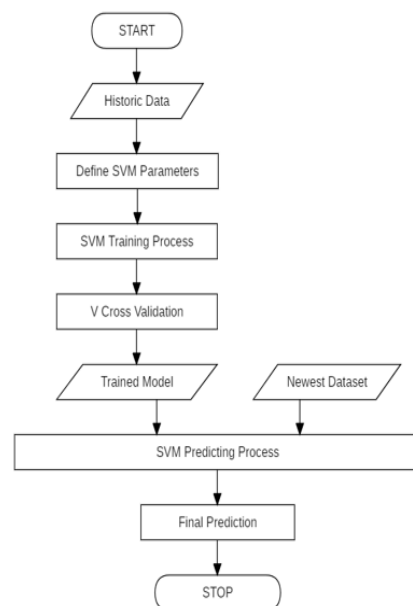 START
Historic Data
Define SVM Parameters
SVM Training Process
V Cross Validation
Trained Model
Newest Dataset
SVM Predicting Process
Final Prediction
STOP